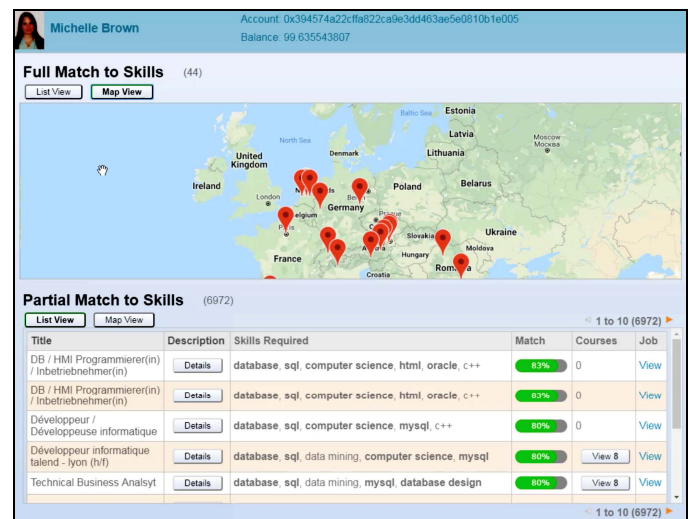 Michelle Brown
Account: 0x394574a22cffa822ca9e3dd463ae5e0810b1e005
Balance: 99.635543807
Full Match to Skills (44)
List View Map View
Baltic Sea Estonia
Latvia
Moscow
Москва
North Sea
Denmark
Lithuania
United
Kingdom
Ireland
Poland
Belarus
London
Germany
Prague
Paris
Slovakia
Ukraine
France
Hungary
Moldova
Croatia
Partial Match to Skills (6972)
List View Map View 1 to 10 (6972)
Title Description Skills Required Match Courses Job
DB / HMI Programmierer(in)
/ Inbetriebnehmer(in) Details database, sql, computer science, html, oracle, c++ 83% 0 View
DB / HMI Programmierer(in)
/ Inbetriebnehmer(in) Details database, sql, computer science, html, oracle, c++ 83% 0 View
Développeur /
Développeuse informatique Details database, sql, computer science, mysql, c++ 80% 0 View
Développeur informatique
talend - lyon (h/f) Details database, sql, data mining, computer science, mysql 80% View 8 View
Technical Business Analsyt Details database, sql, data mining, mysql, database design 80% View 8 View
1 to 10 (6972)